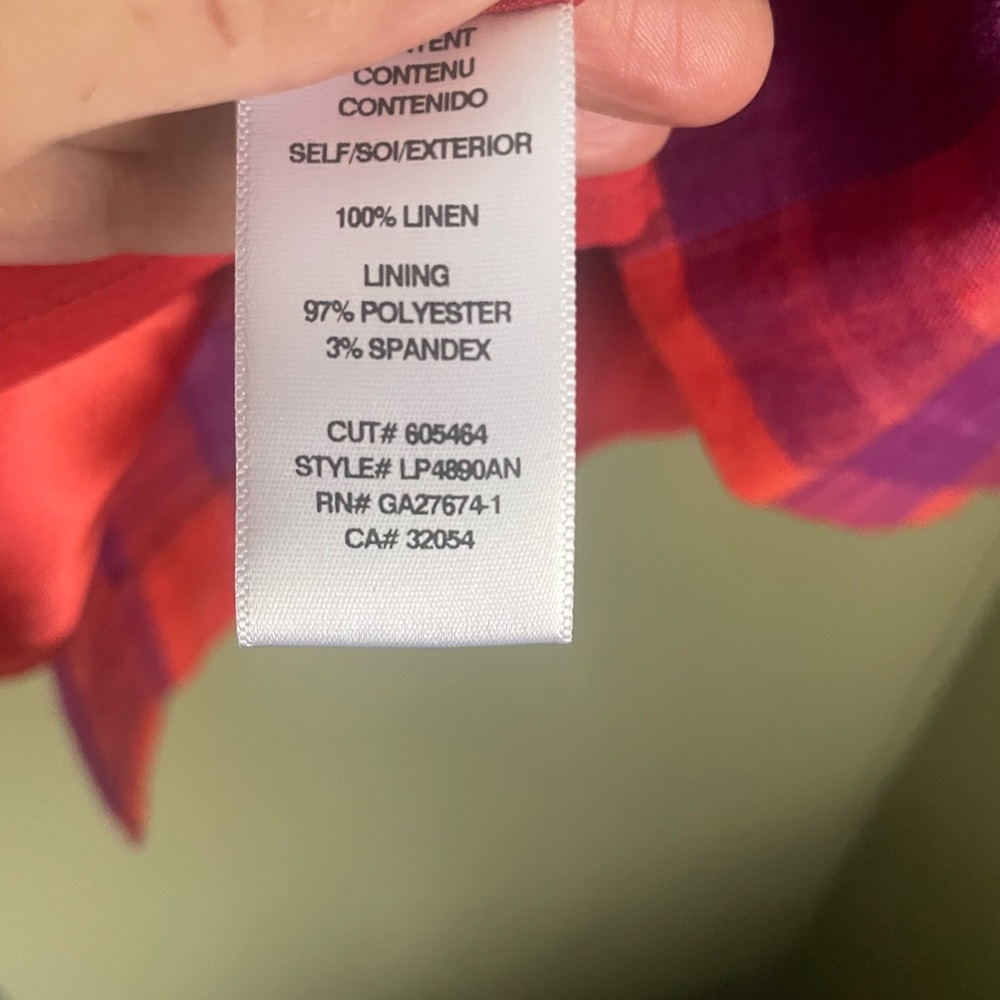 CONTENU
CONTENIDO
SELF/SOI/EXTERIOR
100% LINEN
LINING
97% POLYESTER
3% SPANDEX
CUT# 605464
STYLE# LP4890AN
RN# GA27674-1
CA# 32054